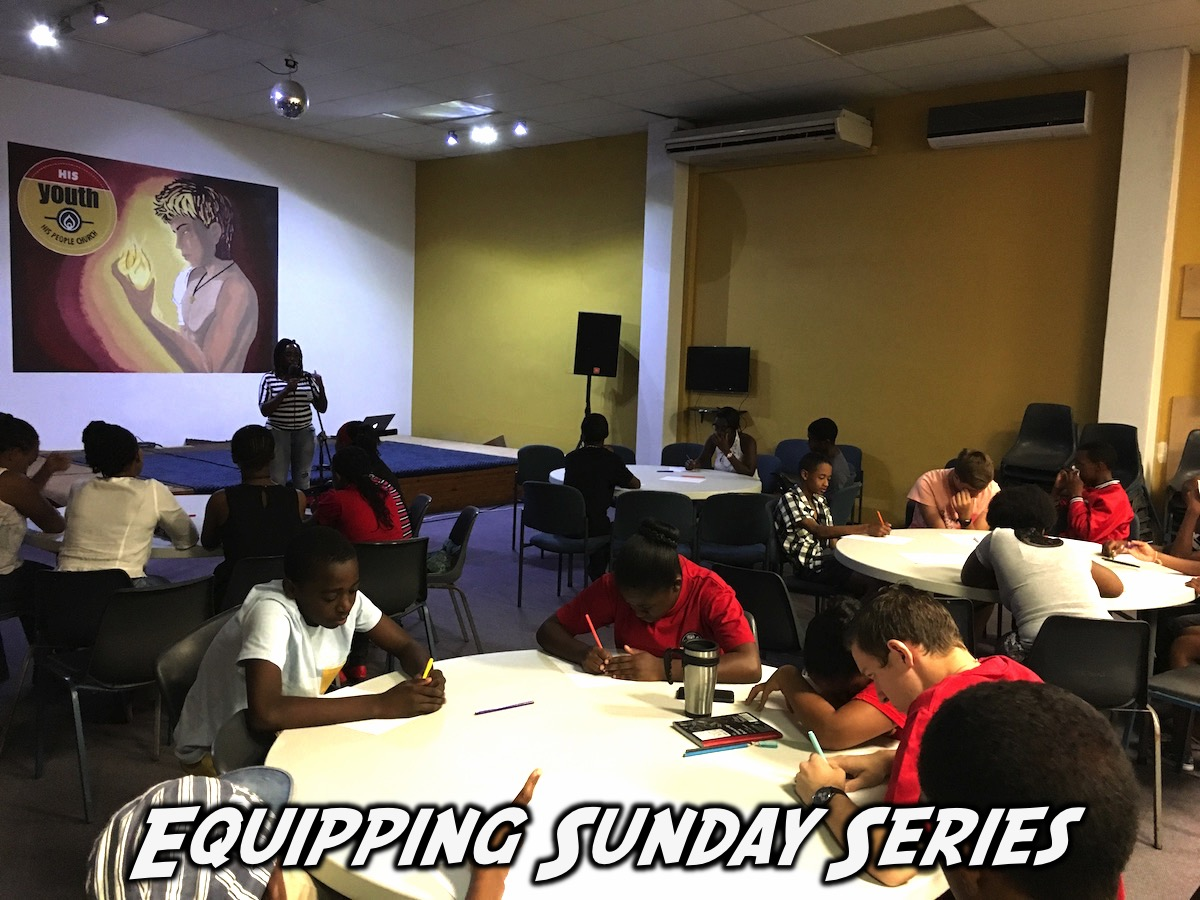 HIS
youth
HIS PEOPLE CHURCH
EQUIPPING SUNDAY SERIES